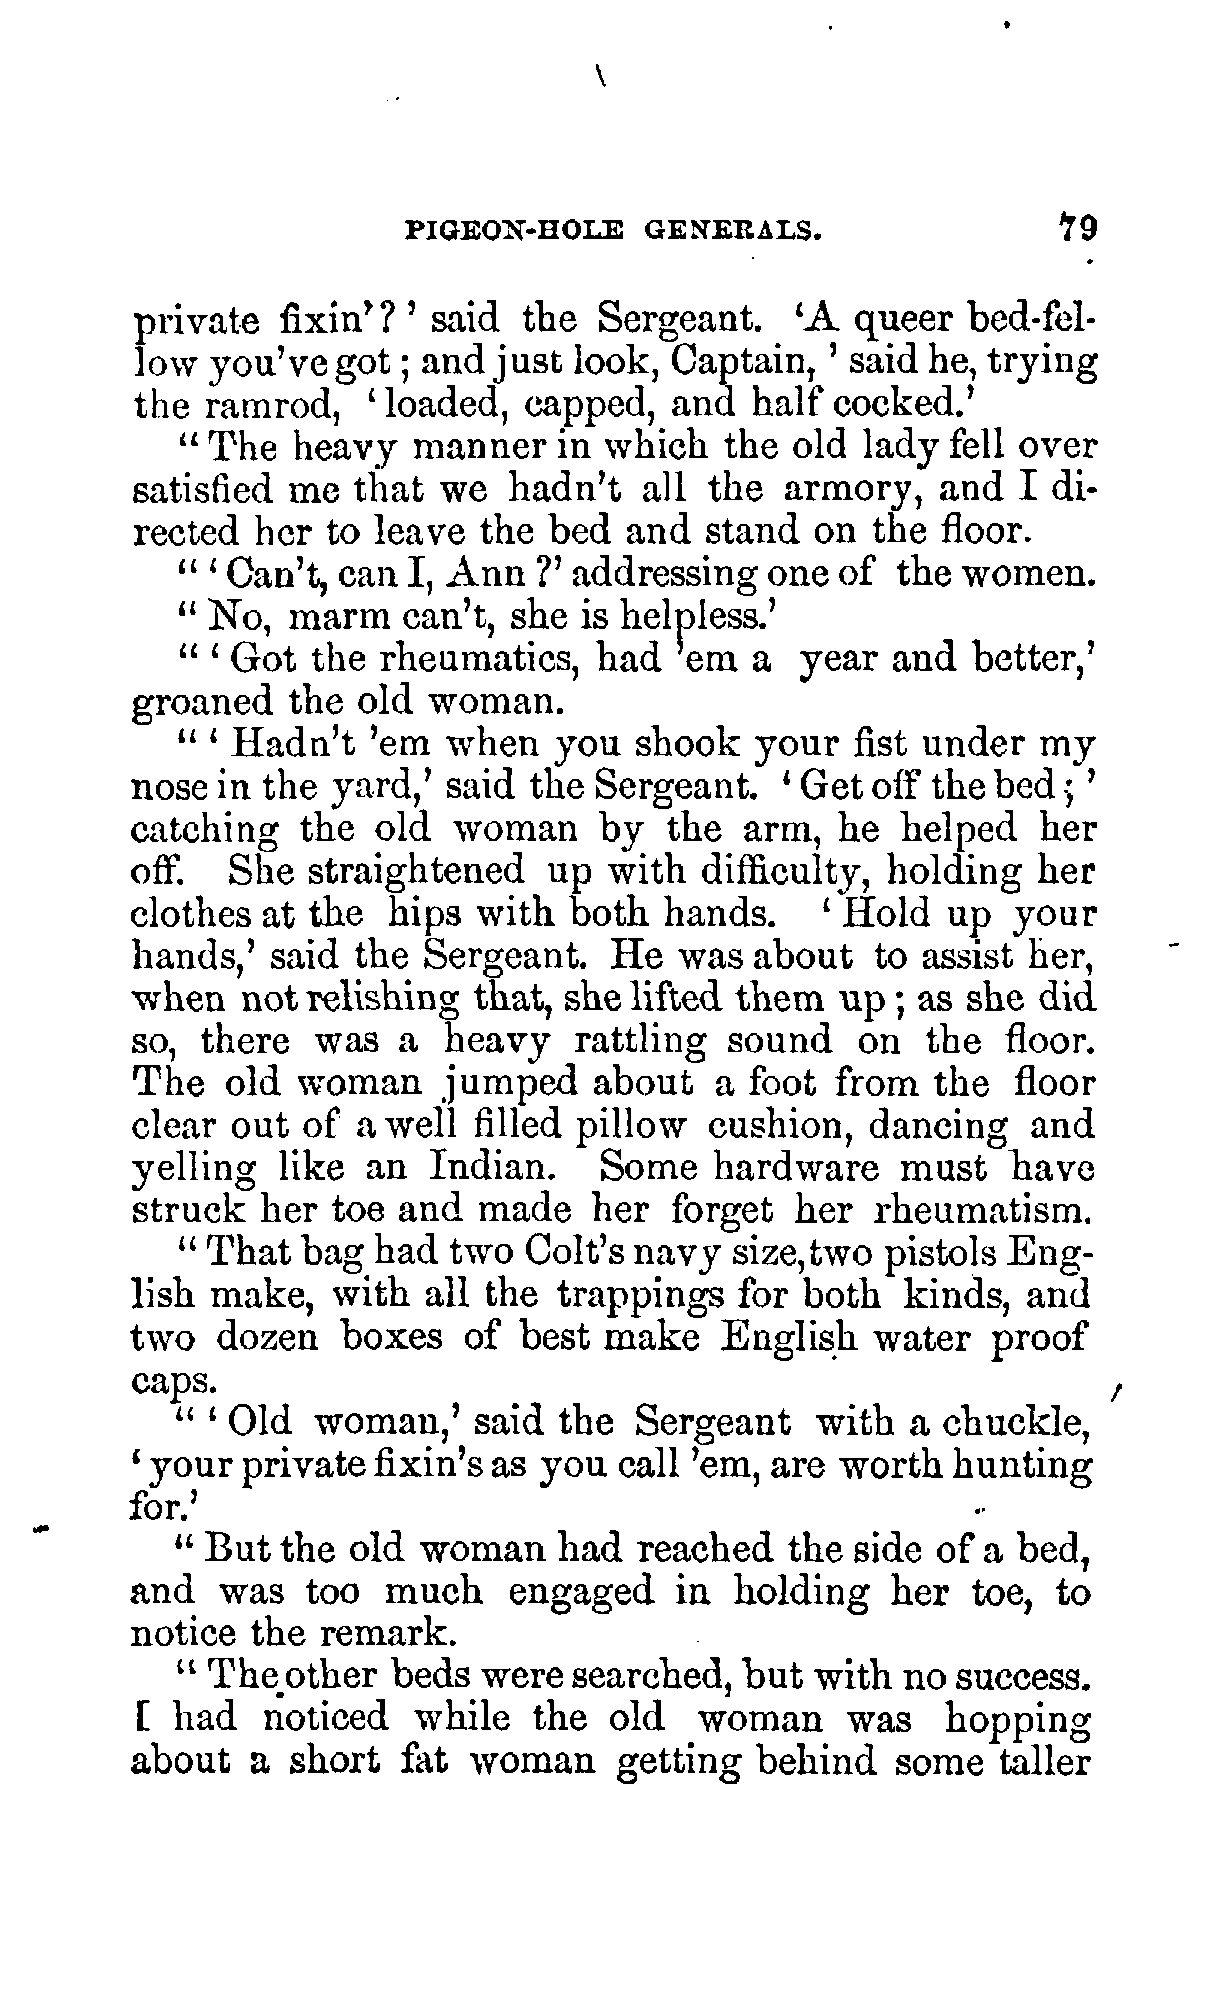 PIGEON-HOLE GENERALS. 79
private fixin'? ' said the Sergeant. 'A queer bed-fel-
low you've got ; and just look, Captain, ' said he, trying
the ramrod, ' loaded, capped, and half cocked.'
" The heavy manner in which the old lady fell over
satisfied me that we hadn't all the armory, and I di-
rected her to leave the bed and stand on the floor.
" ' Can't, can I, Ann ?' addressing one of the women.
" No, marm can't, she is helpless.'
" ' Got the rheumatics, had 'em a year and better,'
groaned the old woman.
" ' Hadn't 'em when you shook your fist under my
nose in the yard,' said the Sergeant. ' Get off the bed ; '
catching the old woman by the arm, he helped her
off. She straightened up with difficulty, holding her
clothes at the hips with both hands. ' Hold up your
hands,' said the Sergeant. He was about to assist her,
when not relishing that, she lifted them up ; as she did
so, there was a heavy rattling sound on the floor.
The old woman jumped about a foot from the floor
clear out of a well filled pillow cushion, dancing and
yelling like an Indian. Some hardware must have
struck her toe and made her forget her rheumatism.
" That bag had two Colt's navy size,two pistols Eng-
lish make, with all the trappings for both kinds, and
two dozen boxes of best make English water proof
caps.
" ' Old woman,' said the Sergeant with a chuckle,
' your private fixin's as you call 'em, are worth hunting
for.'
" But the old woman had reached the side of a bed,
and was too much engaged in holding her toe, to
notice the remark.
" The other beds were searched, but with no success.
I had noticed while the old woman was hopping
about a short fat woman getting behind some taller